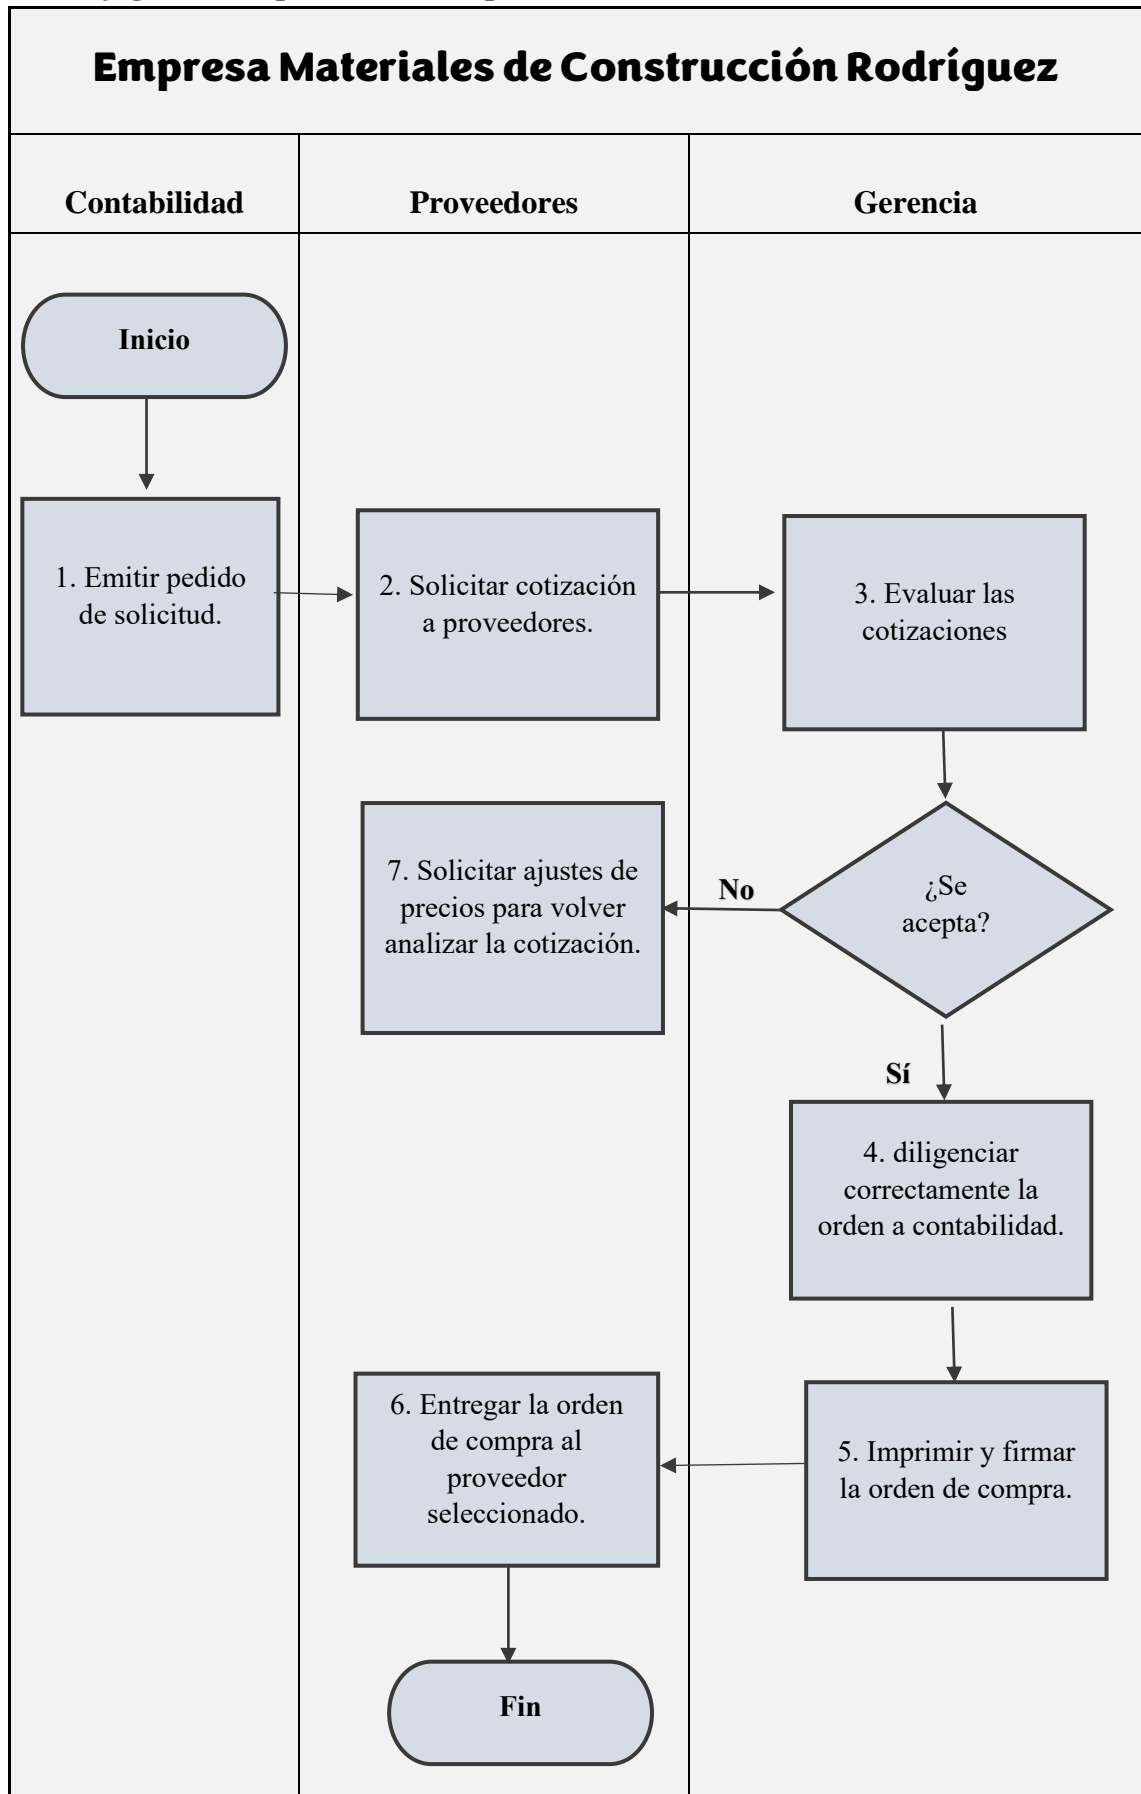 Empresa Materiales de Construcción Rodríguez
Contabilidad
Proveedores
Gerencia
Inicio
1. Emitir pedido
de solicitud.
2. Solicitar cotización
a proveedores.
3. Evaluar las
cotizaciones
¿Se
acepta?
No
7. Solicitar ajustes de
precios para volver
analizar la cotización.
Sí
4. diligenciar
correctamente la
orden a contabilidad.
5. Imprimir y firmar
la orden de compra.
6. Entregar la orden
de compra al
proveedor
seleccionado.
Fin